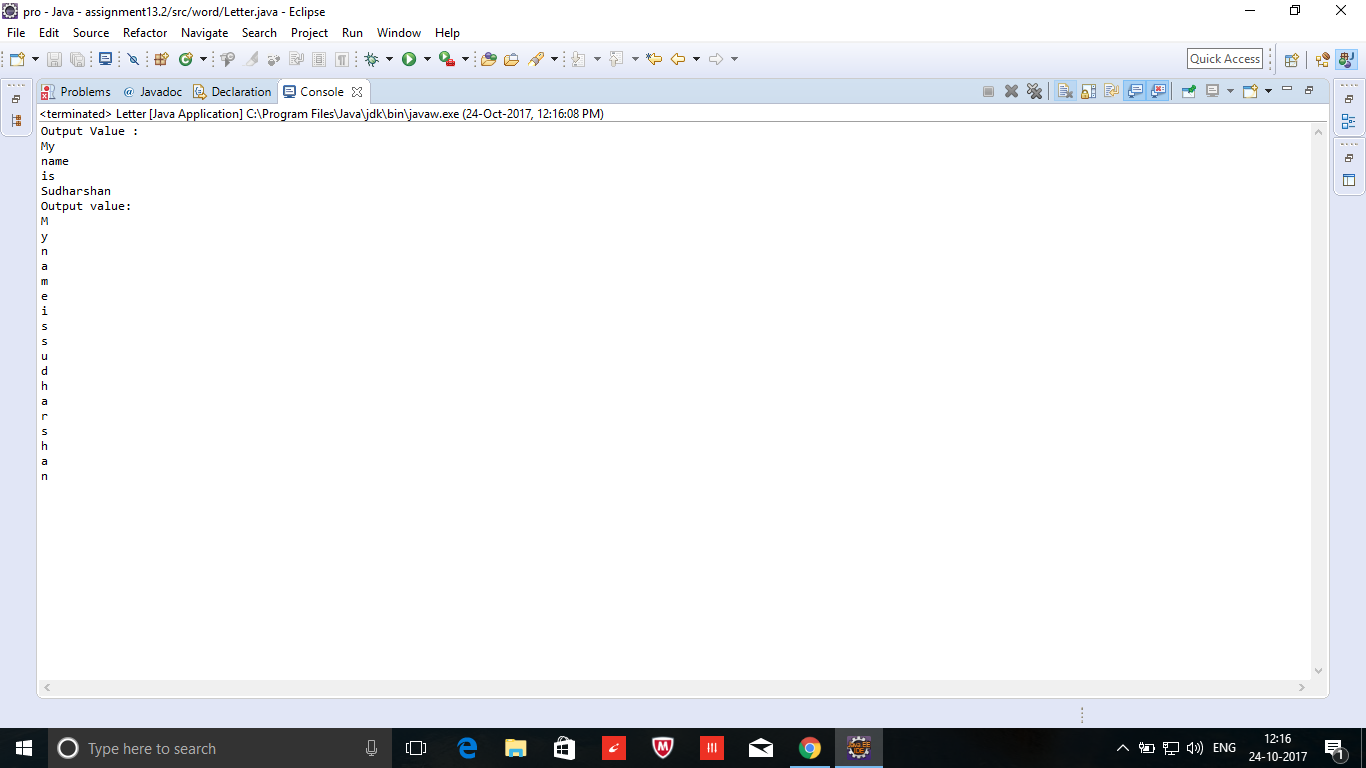 pro - Java - assignment13.2/src/word/Letter.java - Eclipse
File Edit Source Refactor Navigate Search Project Run Window Help
Quick Access
Problems @ Javadoc Declaration Console
<terminated> Letter [Java Application] C:\Program Files\Java\jdk\bin\javaw.exe (24-Oct-2017, 12:16:08 PM)
Output Value :
My
name
is
Sudharshan
Output value:
M
y
n
a
m
e
i
s
s
u
d
h
a
r
s
h
a
n
Type here to search
ENG
12:16
24-10-2017
1